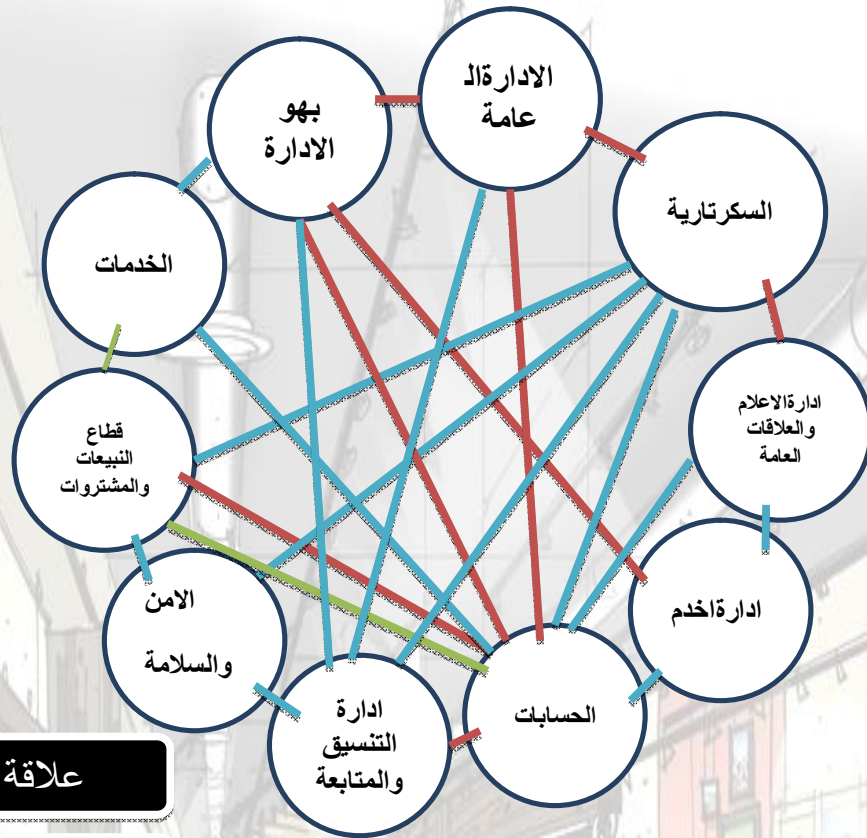 الادارةالـ
عامة
بهو
الادارة
السكرتارية
الخدمات
ادارةالاعلام
والعلاقات
العامة
قطاع
النبيعات
والمشتروات
ادارةاخدم
الامن
والسلامة
ادارة
التنسيق
والمتابعة
الحسابات
علاقة